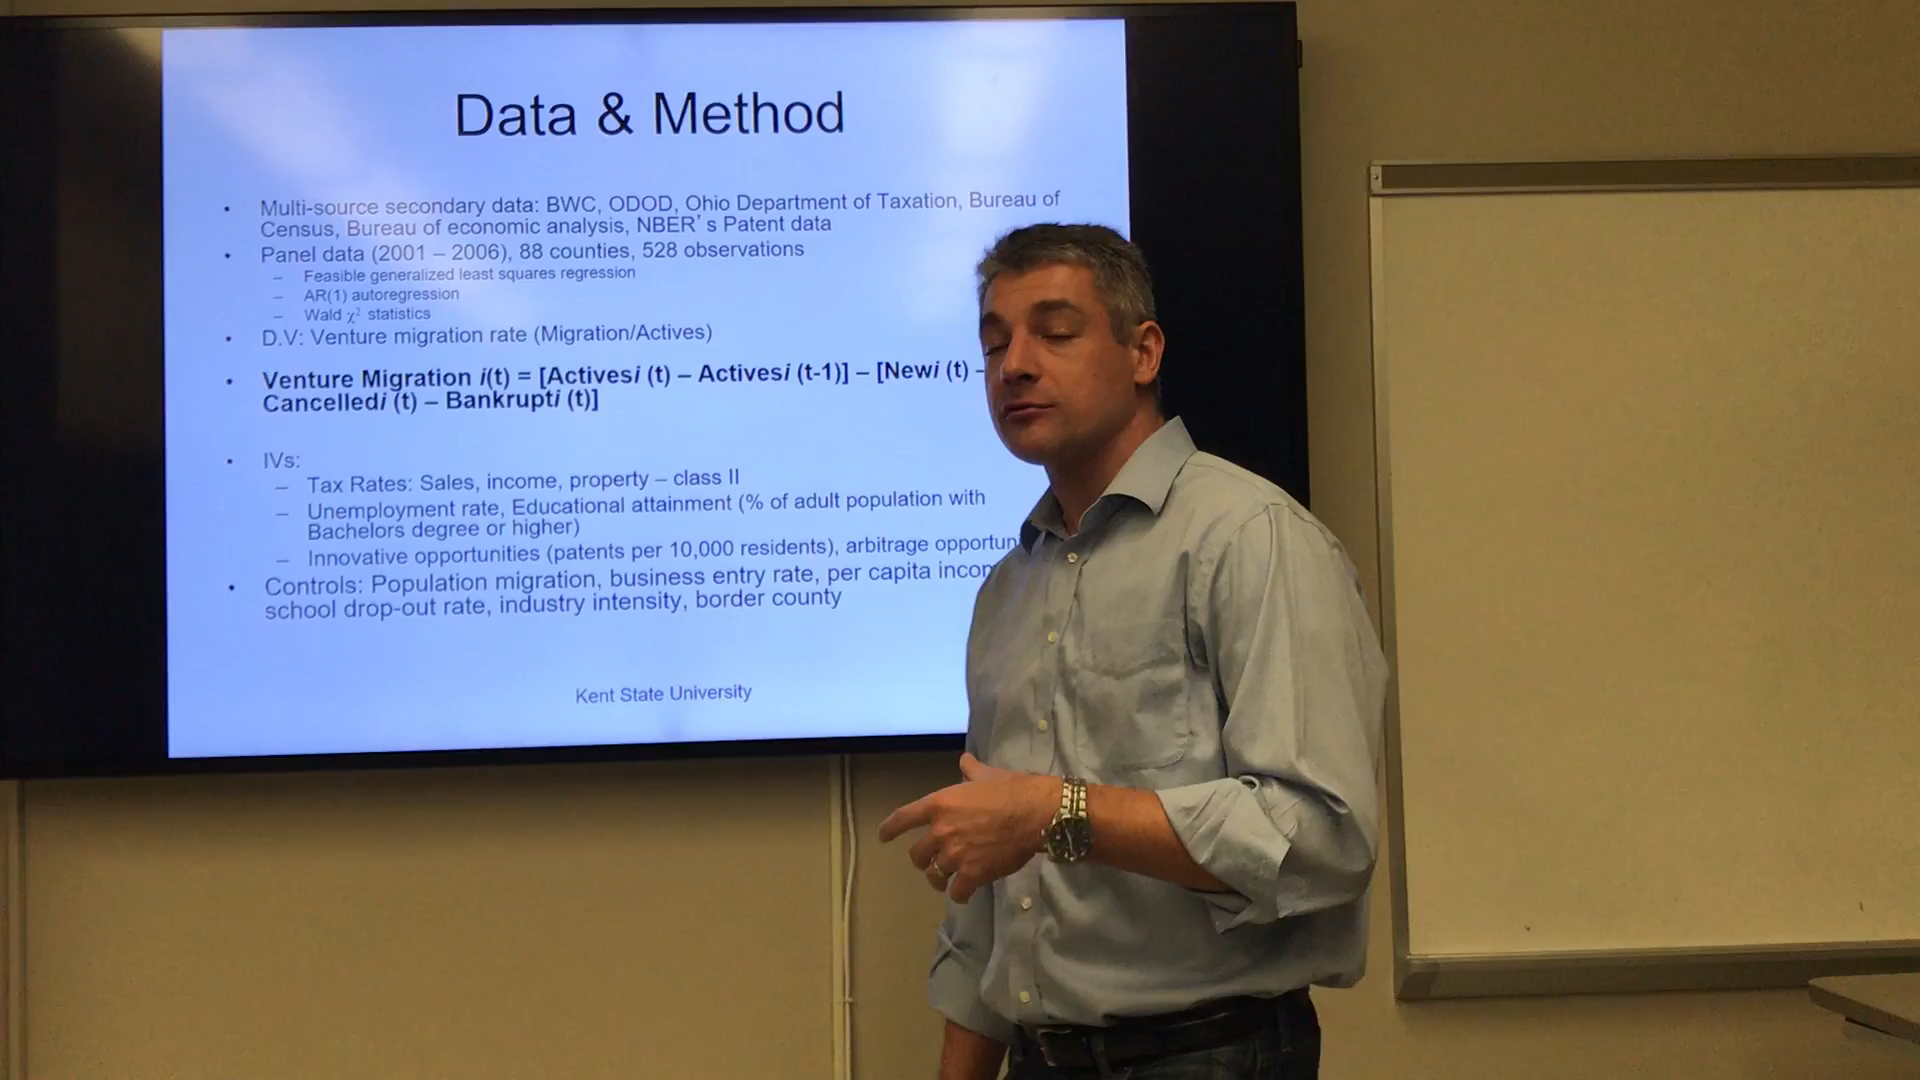 Data & Method
• Multi-source secondary data: BWC, ODOD, Ohio Department of Taxation, Bureau of
Census, Bureau of economic analysis, NBER's Patent data
• Panel data (2001 – 2006), 88 counties, 528 observations
– Feasible generalized least squares regression
– AR(1) autoregression
– Wald χ² statistics
• D.V: Venture migration rate (Migration/Actives)
• Venture Migration i(t) = [Activesi (t) – Activesi (t-1)] – [Newi (t) -
Cancelledi (t) – Bankrupti (t)]
• IVs:
– Tax Rates: Sales, income, property – class II
– Unemployment rate, Educational attainment (% of adult population with
Bachelors degree or higher)
– Innovative opportunities (patents per 10,000 residents), arbitrage
• Controls: Population migration, business entry rate, per capita
school drop-out rate, industry intensity, border county
Kent State University